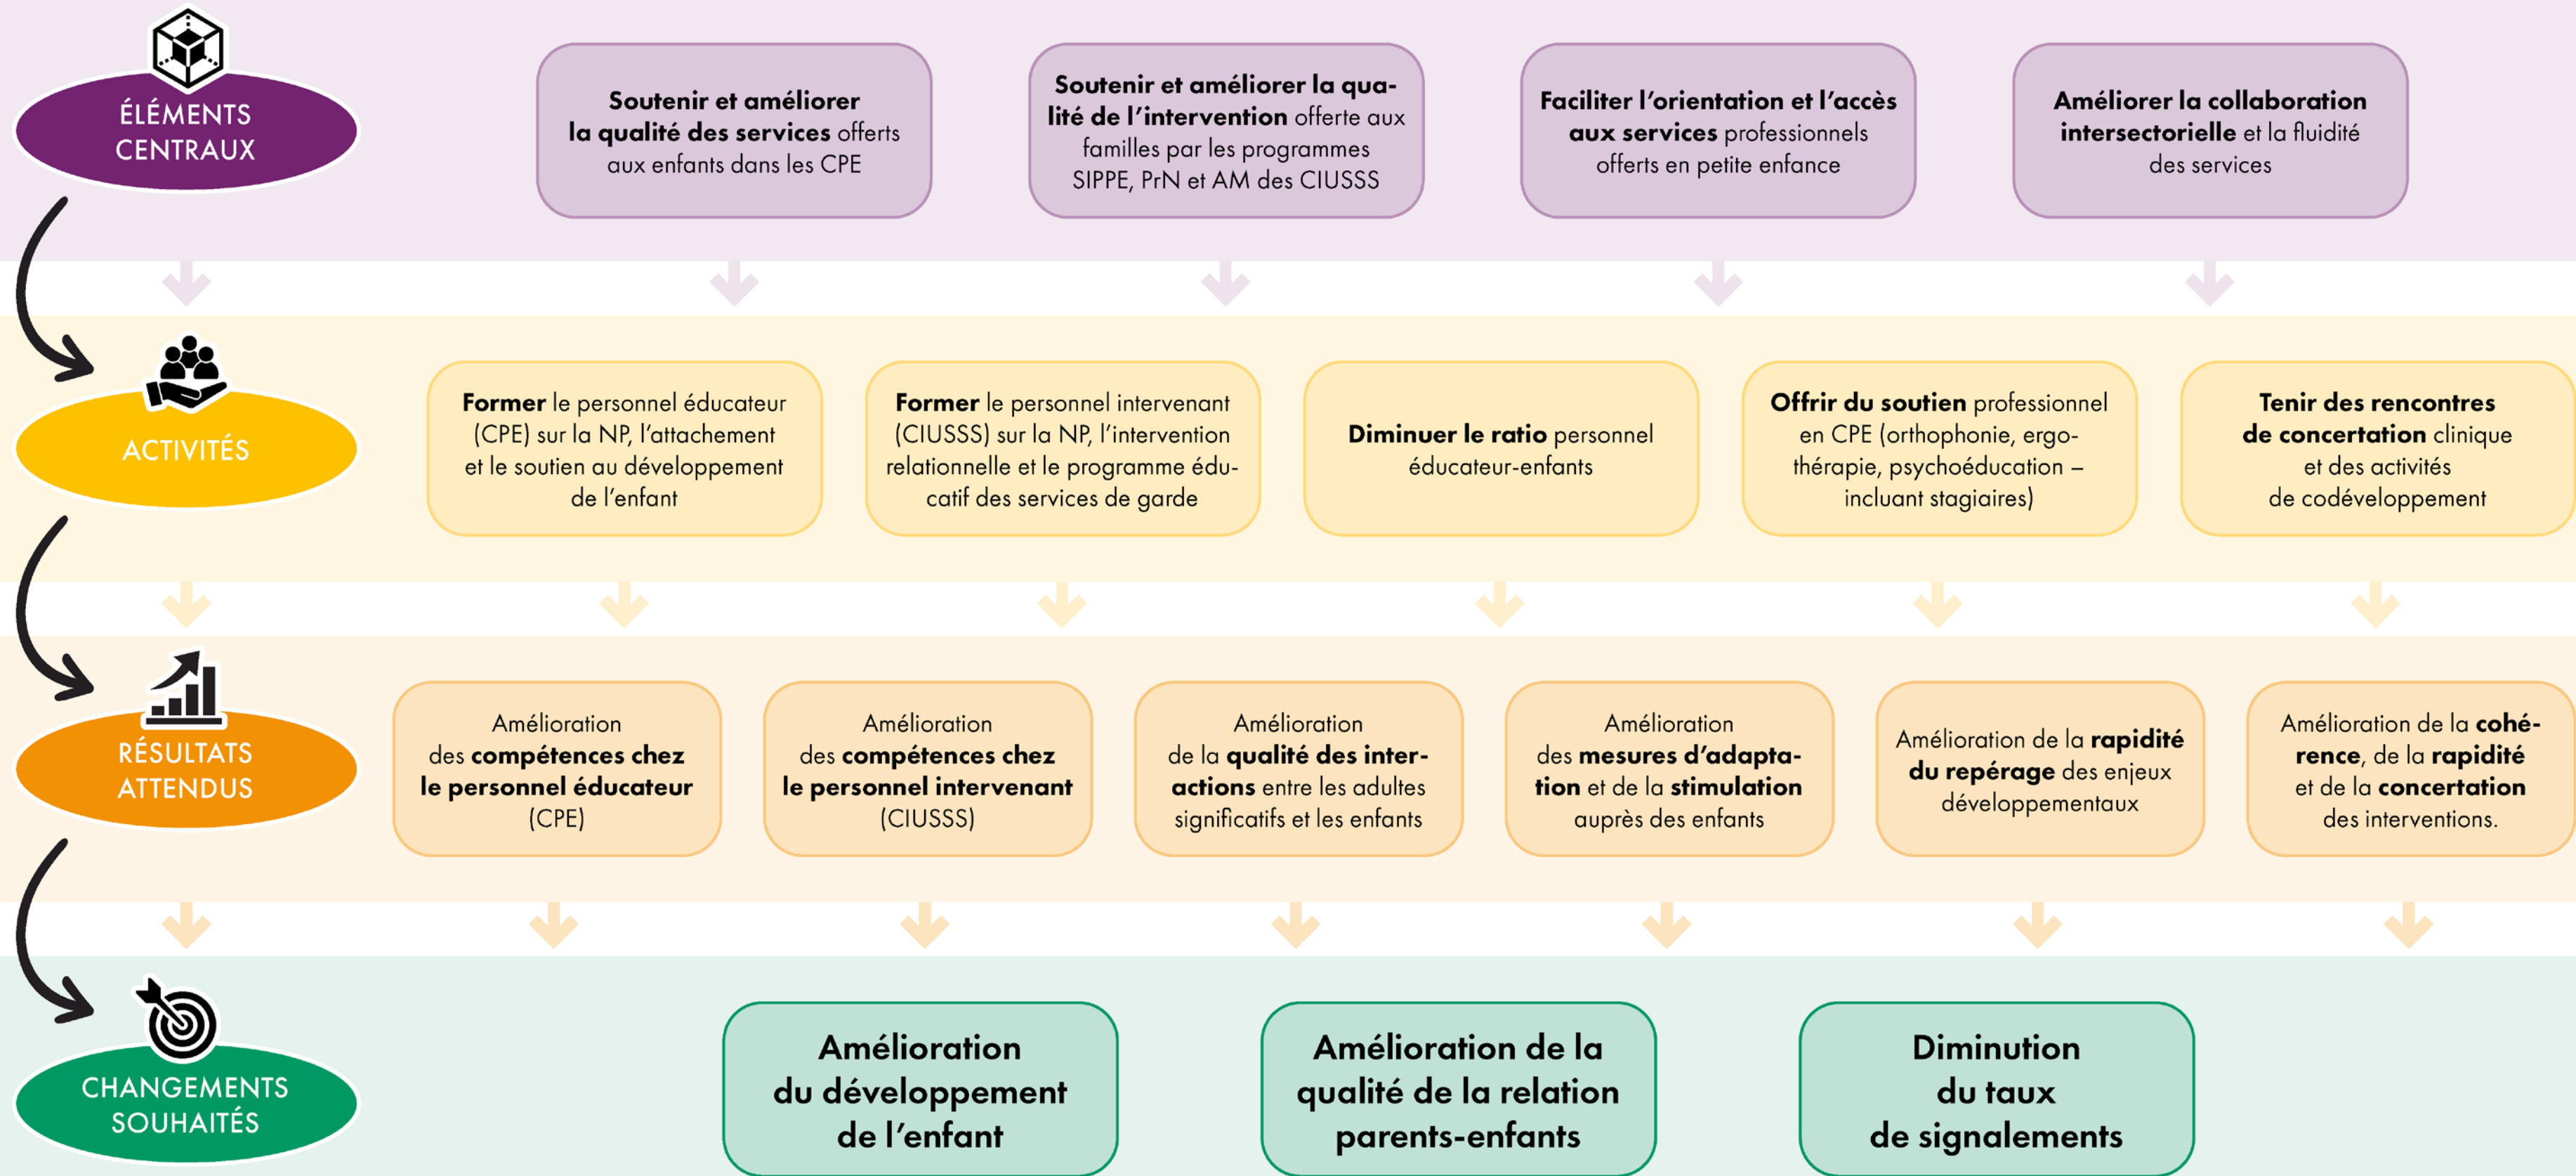 ÉLÉMENTS
CENTRAUX
Soutenir et améliorer
la qualité des services offerts
aux enfants dans les CPE
Soutenir et améliorer la qua-
lité de l’intervention offerte aux
familles par les programmes
SIPPE, PrN et AM des CIUSSS
Faciliter l’orientation et l’accès
aux services professionnels
offerts en petite enfance
Améliorer la collaboration
intersectorielle et la fluidité
des services
ACTIVITÉS
Former le personnel éducateur
(CPE) sur la NP, l’attachement
et le soutien au développement
de l’enfant
Former le personnel intervenant
(CIUSSS) sur la NP, l’intervention
relationnelle et le programme édu-
catif des services de garde
Diminuer le ratio personnel
éducateur-enfants
Offrir du soutien professionnel
en CPE (orthophonie, ergo-
thérapie, psychoéducation –
incluant stagiaires)
Tenir des rencontres
de concertation clinique
et des activités
de codéveloppement
RÉSULTATS
ATTENDUS
Amélioration
des compétences chez
le personnel éducateur
(CPE)
Amélioration
des compétences chez
le personnel intervenant
(CIUSSS)
Amélioration
de la qualité des inter-
actions entre les adultes
significatifs et les enfants
Amélioration
des mesures d’adapta-
tion et de la stimulation
auprès des enfants
Amélioration de la rapidité
du repérage des enjeux
développementaux
Amélioration de la cohé-
rence, de la rapidité
et de la concertation
des interventions.
CHANGEMENTS
SOUHAITÉS
Amélioration
du développement
de l’enfant
Amélioration de la
qualité de la relation
parents-enfants
Diminution
du taux
de signalements